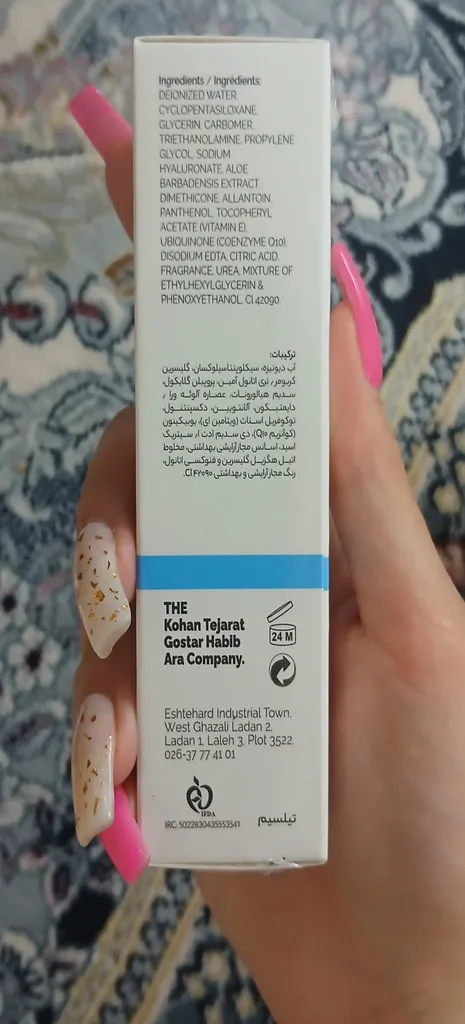 Ingredients / Ingrédients:
DEIONIZED WATER,
CYCLOPENTASILOXANE,
GLYCERIN, CARBOMER,
TRIETHANOLAMINE, PROPYLENE
GLYCOL, SODIUM
HYALURONATE, ALOE
BARBADENSIS EXTRACT,
DIMETHICONE, ALLANTOIN,
PANTHENOL, TOCOPHERYL
ACETATE (VITAMIN E),
UBIQUINONE (COENZYME Q10),
DISODIUM EDTA, CITRIC ACID,
FRAGRANCE, UREA, MIXTURE OF
ETHYLHEXYLGLYCERIN &
PHENOXYETHANOL, CI 42090.
ترکیبات:
آب دیونیزه، سیکلوپنتاسیلوکسان، گلیسرین
کربومر، تری اتانول آمین، پروپیلن گلایکول،
سدیم هیالورونات، عصاره آلوئه ورا ،
دایمتیکون، آلانتویین، دکسپنتنول،
توکوفریل استات (ویتامین ای)، یوبیکینون
(کوآنزیم Q۱۰)، دی سدیم ادت ا، سیتریک
اسید، اسانس مجاز آرایشی بهداشتی، مخلوط
اتیل هگزیل گلیسرین و فنوکسی اتانول،
رنگ مجاز آرایشی و بهداشتی CI ۴۲۰۹۰.
THE
Kohan Tejarat
Gostar Habib
Ara Company.
24 M
Eshtehard Industrial Town,
West Ghazali Ladan 2,
Ladan 1, Laleh 3, Plot 3522,
026-37 77 41 01
IFDA
IRC: 5022830435553541
تیلسیم